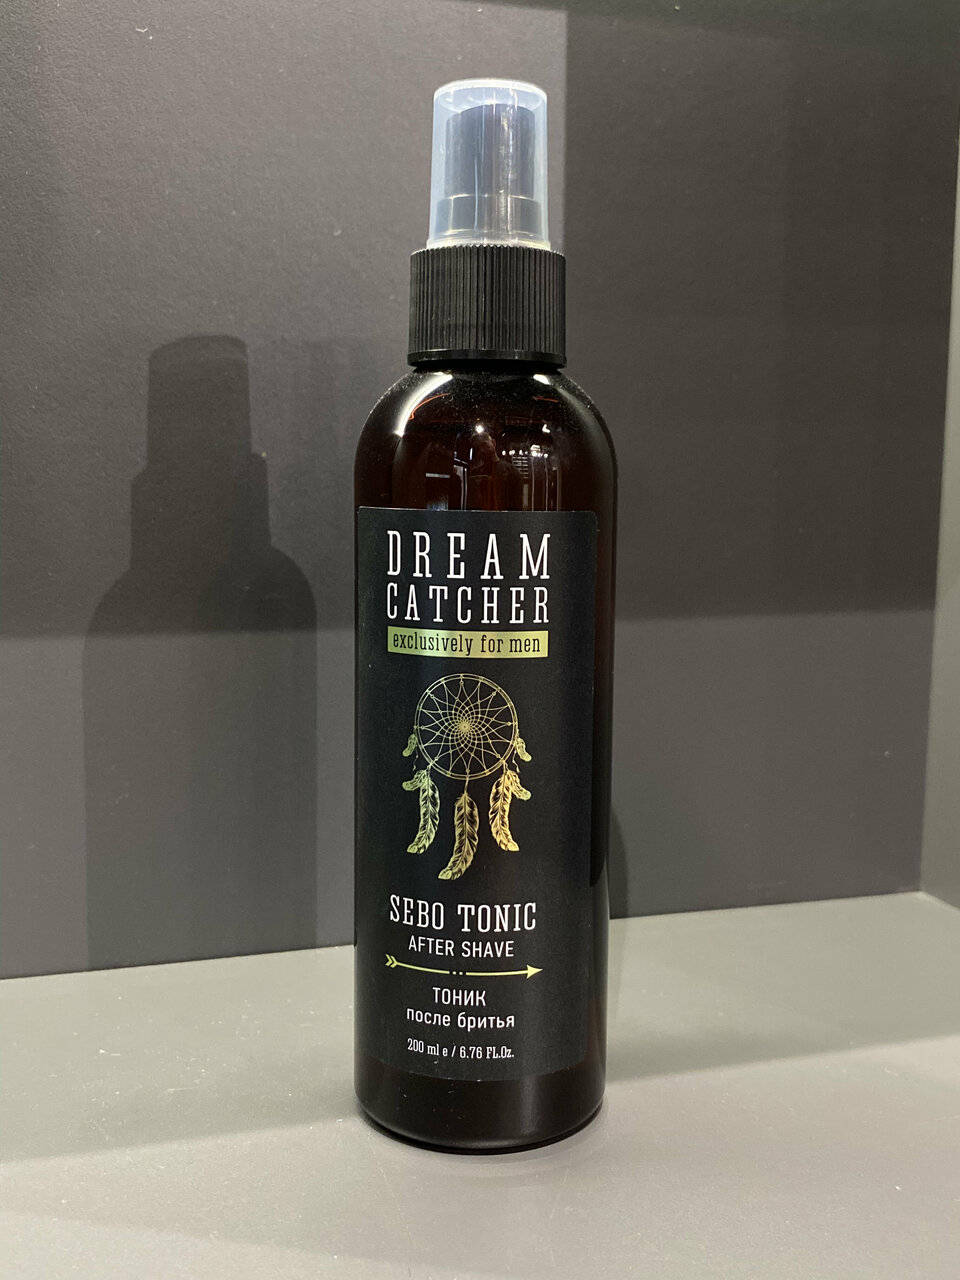 DREAM
CATCHER
exclusively for men
SEBO TONIC
AFTER SHAVE
ТОНИК
после бритья
200 ml e / 6.76 FL.Oz.